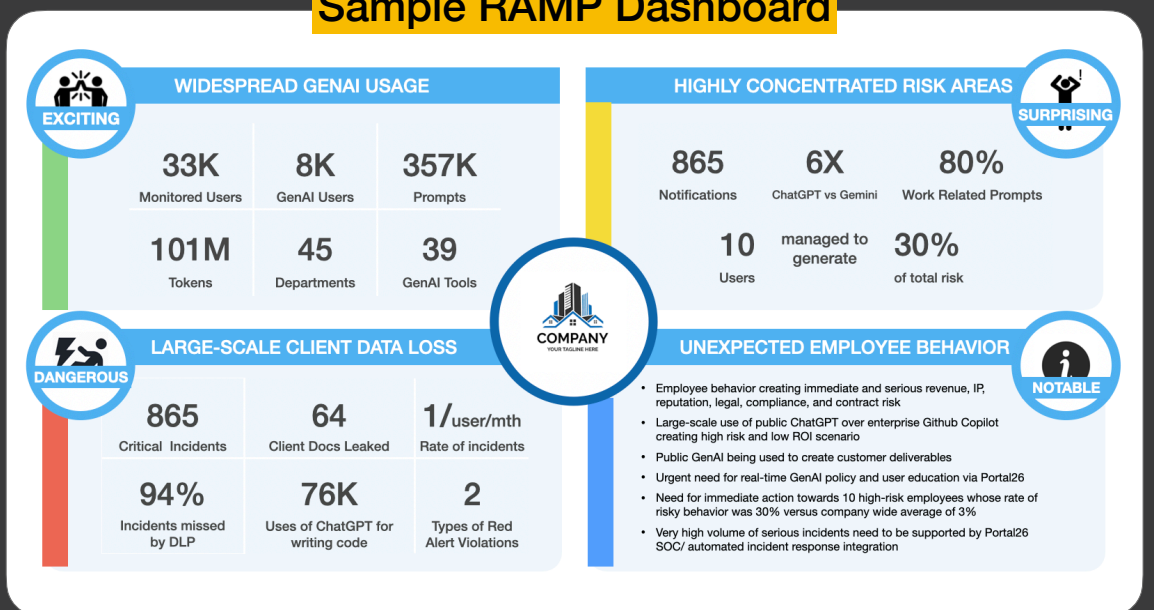 Sample RAMP Dashboard
EXCITING
WIDESPREAD GENAI USAGE
33K
Monitored Users
8K
GenAI Users
357K
Prompts
101M
Tokens
45
Departments
39
GenAI Tools
HIGHLY CONCENTRATED RISK AREAS
!
SURPRISING
865
Notifications
6X
ChatGPT vs Gemini
80%
Work Related Prompts
10
Users
managed to
generate
30%
of total risk
COMPANY
YOUR TAGLINE HERE
DANGEROUS
LARGE-SCALE CLIENT DATA LOSS
865
Critical Incidents
64
Client Docs Leaked
1/user/mth
Rate of incidents
94%
Incidents missed
by DLP
76K
Uses of ChatGPT for
writing code
2
Types of Red
Alert Violations
UNEXPECTED EMPLOYEE BEHAVIOR
i
NOTABLE
• Employee behavior creating immediate and serious revenue, IP,
reputation, legal, compliance, and contract risk
• Large-scale use of public ChatGPT over enterprise Github Copilot
creating high risk and low ROI scenario
• Public GenAI being used to create customer deliverables
• Urgent need for real-time GenAI policy and user education via Portal26
• Need for immediate action towards 10 high-risk employees whose rate of
risky behavior was 30% versus company wide average of 3%
• Very high volume of serious incidents need to be supported by Portal26
SOC/ automated incident response integration